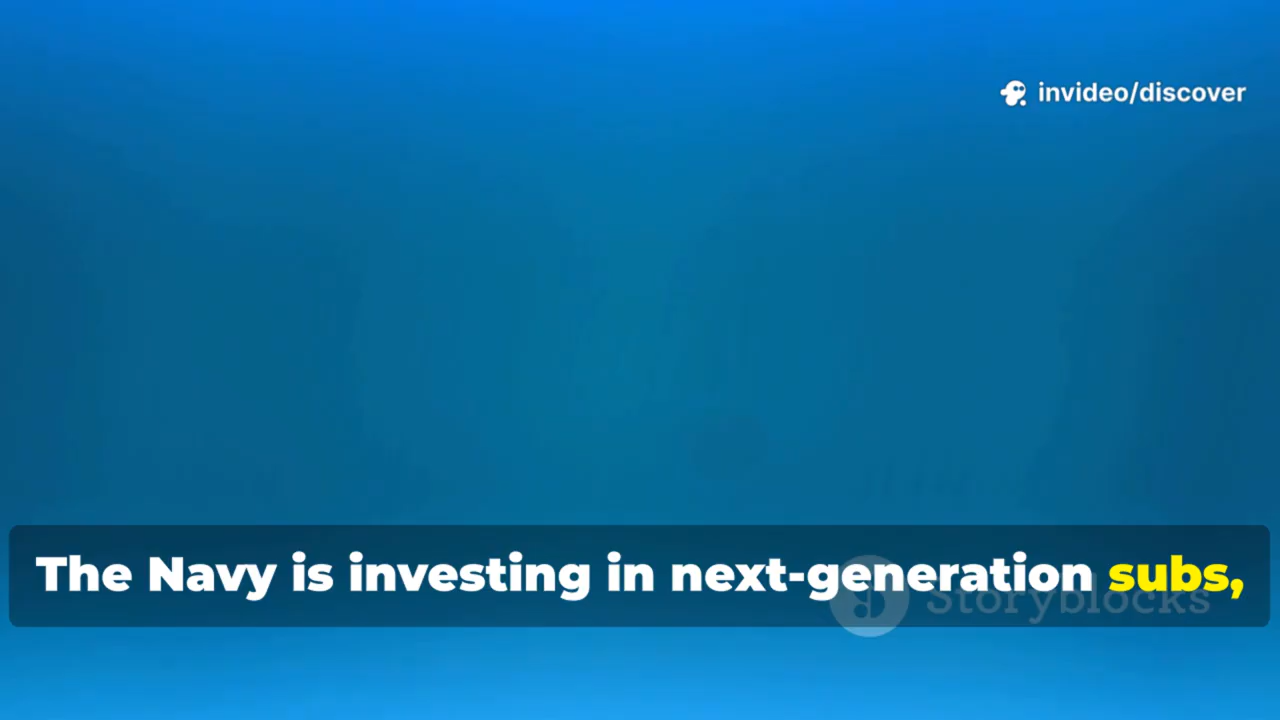 invideo/discover
The Navy is investing in next-generation subs,
Storyblocks